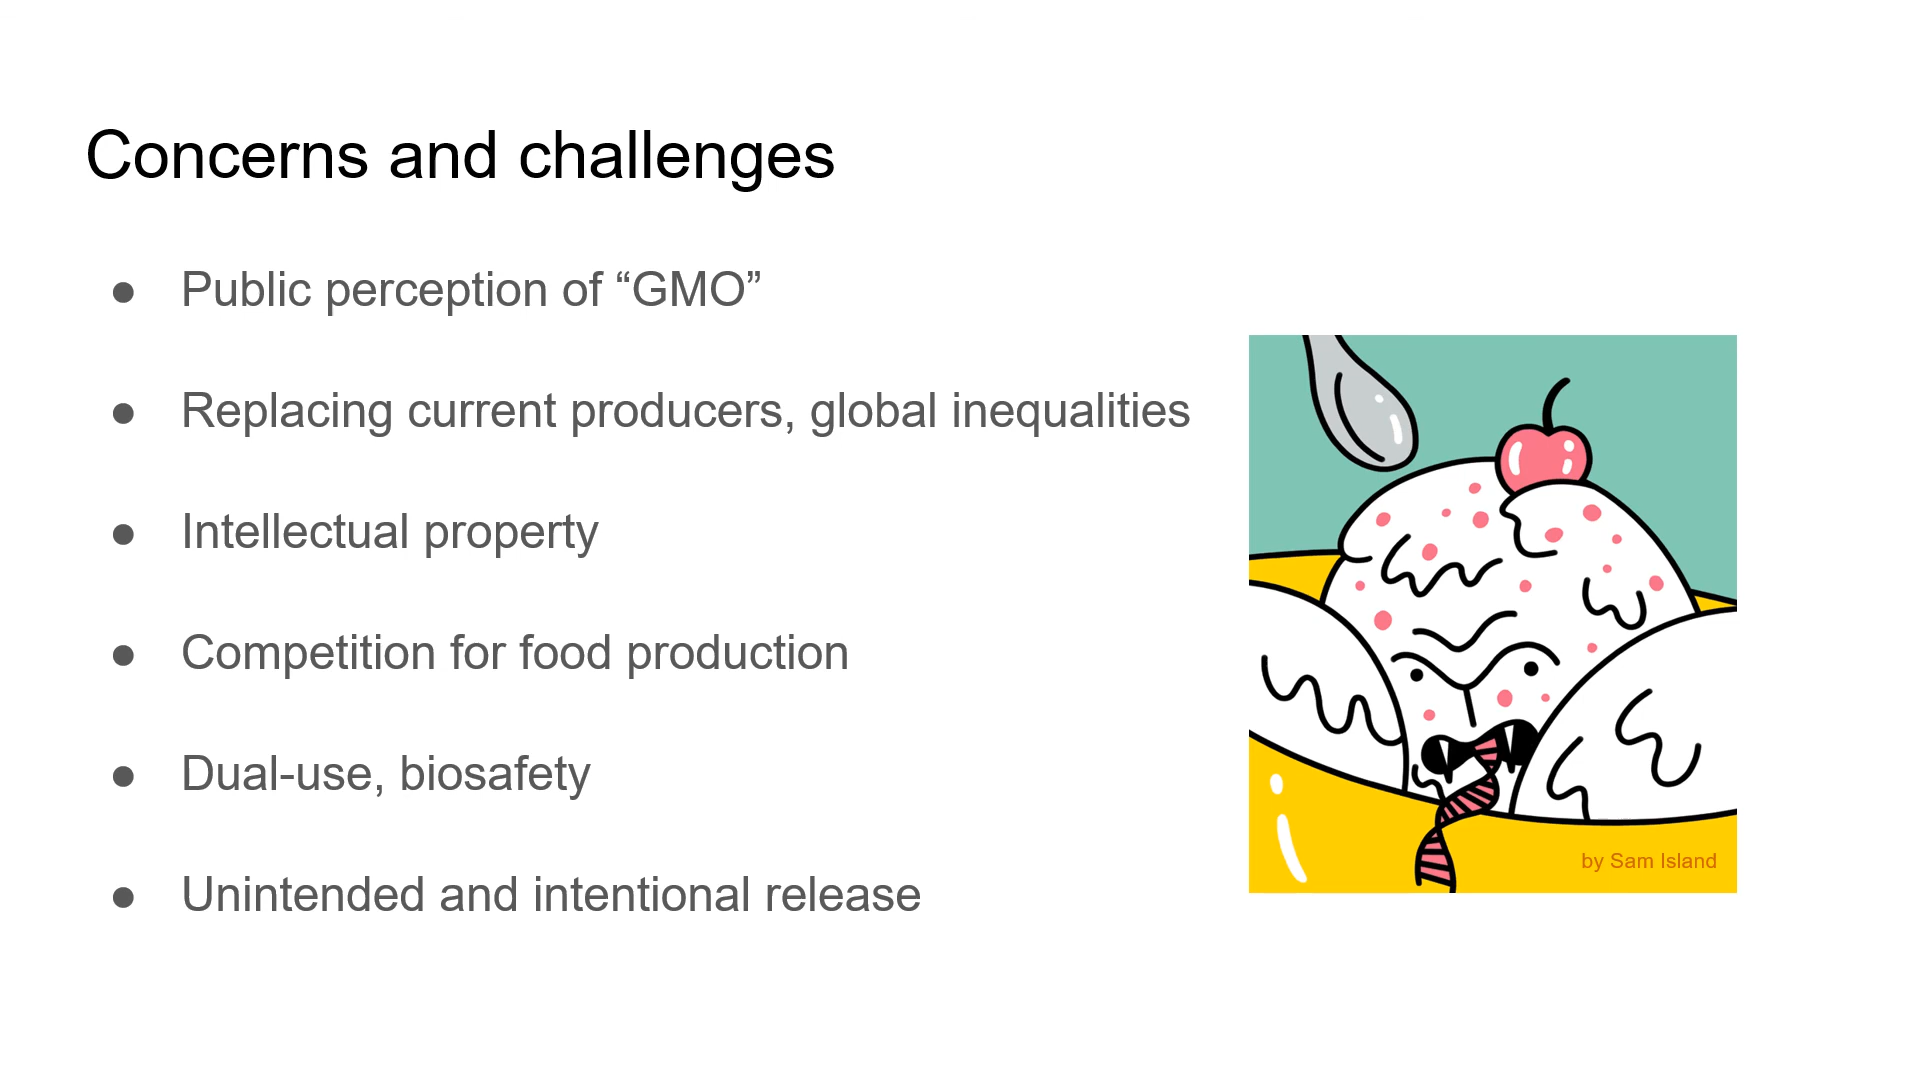 Concerns and challenges
● Public perception of “GMO”
● Replacing current producers, global inequalities
● Intellectual property
● Competition for food production
● Dual-use, biosafety
● Unintended and intentional release
by Sam Island